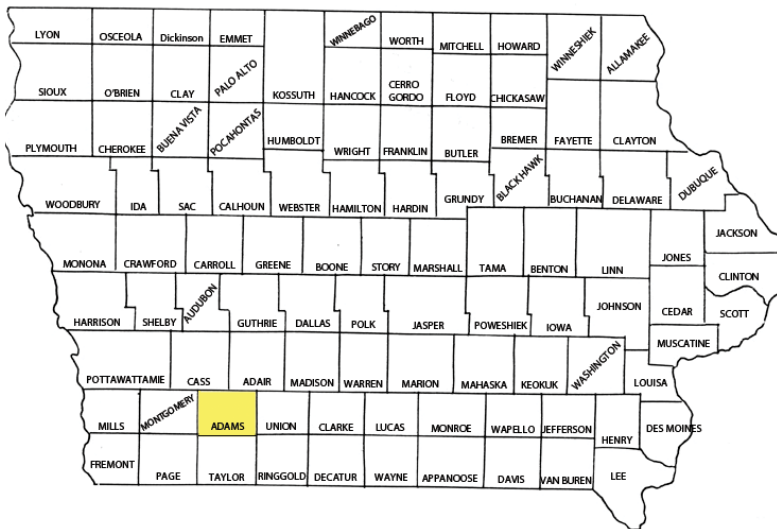 LYON
OSCEOLA
Dickinson
EMMET
WINNEBAGO
WORTH
MITCHELL
HOWARD
WINNESHIEK
ALLAMAKEE
SIOUX
O'BRIEN
CLAY
PALO ALTO
KOSSUTH
HANCOCK
CERRO
GORDO
FLOYD
CHICKASAW
PLYMOUTH
CHEROKEE
BUENA VISTA
POCAHONTAS
HUMBOLDT
WRIGHT
FRANKLIN
BUTLER
BREMER
FAYETTE
CLAYTON
WOODBURY
IDA
SAC
CALHOUN
WEBSTER
HAMILTON
HARDIN
GRUNDY
BLACK HAWK
BUCHANAN
DELAWARE
DUBUQUE
MONONA
CRAWFORD
CARROLL
GREENE
BOONE
STORY
MARSHALL
TAMA
BENTON
LINN
JONES
JACKSON
CLINTON
HARRISON
SHELBY
AUDUBON
GUTHRIE
DALLAS
POLK
JASPER
POWESHIEK
IOWA
JOHNSON
CEDAR
SCOTT
MUSCATINE
POTTAWATTAMIE
CASS
ADAIR
MADISON
WARREN
MARION
MAHASKA
KEOKUK
WASHINGTON
LOUISA
MILLS
MONTGOMERY
ADAMS
UNION
CLARKE
LUCAS
MONROE
WAPELLO
JEFFERSON
HENRY
DES MOINES
FREMONT
PAGE
TAYLOR
RINGGOLD
DECATUR
WAYNE
APPANOOSE
DAVIS
VAN BUREN
LEE